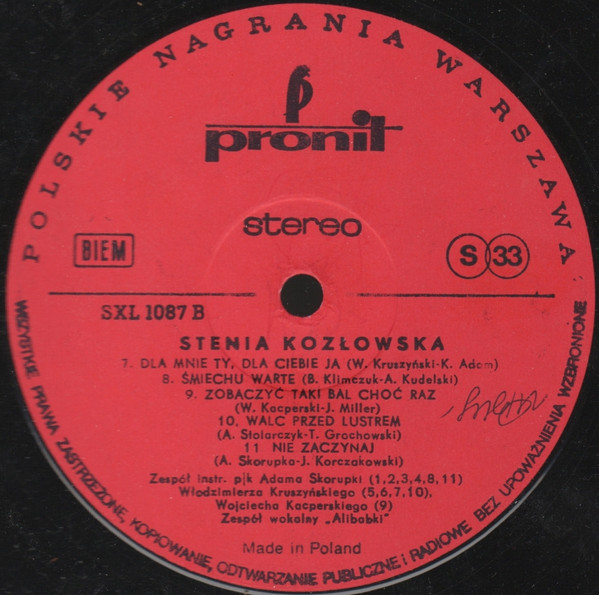 POLSKIE NAGRANIA WARSZAWA
pronit
stereo
BIEM
S 33
SXL 1087 B
STENIA KOZŁOWSKA
7. DLA MNIE TY, DLA CIEBIE JA (W. Kruszyński-K. Adam)
8. ŚMIECHU WARTE (B. Klimczuk-A. Kudelski)
9. ZOBACZYĆ TAKI BAL CHOĆ RAZ
(W. Kacperski-J. Miller)
10. WALC PRZED LUSTREM
(A. Stolarczyk-T. Grochowski)
11 NIE ZACZYNAJ
(A. Skorupka-J. Korczakowski)
Zespół instr. p/k Adama Skorupki (1,2,3,4,8,11)
Włodzimierza Kruszyńskiego (5,6,7,10),
Wojciecha Kacperskiego (9)
Zespół wokalny „Alibabki"
Made in Poland
WSZYSTKIE PRAWA ZASTRZEŻONE, KOPIOWANIE, ODTWARZANIE PUBLICZNE i RADIOWE BEZ UPOWAŻNIENIA WZBRONIONE